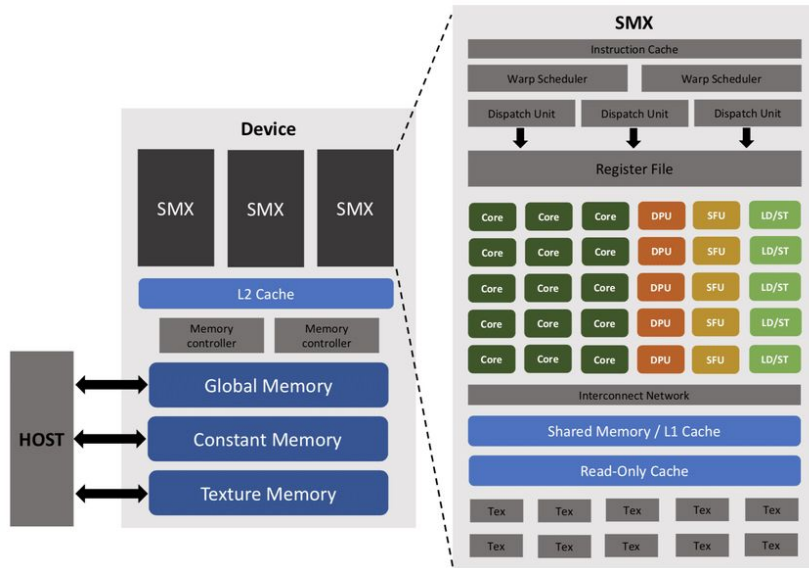 SMX
Instruction Cache
Warp Scheduler Warp Scheduler
Dispatch Unit Dispatch Unit Dispatch Unit
Register File
Core Core Core DPU SFU LD/ST
Core Core Core DPU SFU LD/ST
Core Core Core DPU SFU LD/ST
Core Core Core DPU SFU LD/ST
Core Core Core DPU SFU LD/ST
Interconnect Network
Shared Memory / L1 Cache
Read-Only Cache
Tex Tex Tex Tex Tex
Tex Tex Tex Tex Tex
Device
SMX SMX SMX
L2 Cache
Memory Memory
controller controller
Global Memory
Constant Memory
Texture Memory
HOST